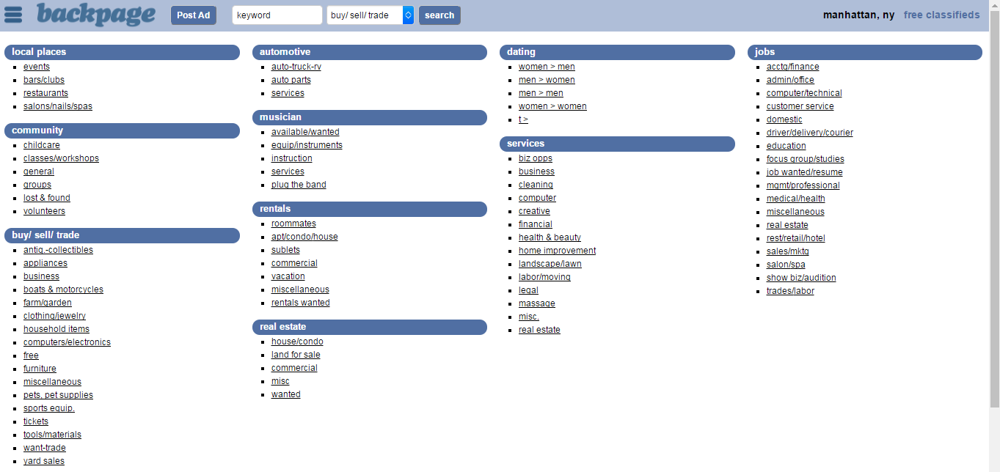 backpage
Post Ad
keyword
buy/ sell/ trade
search
manhattan, ny
free classifieds
local places
events
bars/clubs
restaurants
salons/nails/spas
community
childcare
classes/workshops
general
groups
lost & found
volunteers
buy/ sell/ trade
antiq.-collectibles
appliances
business
boats & motorcycles
farm/garden
clothing/jewelry
household items
computers/electronics
free
furniture
miscellaneous
pets, pet supplies
sports equip.
tickets
tools/materials
want-trade
yard sales
automotive
auto-truck-rv
auto parts
services
musician
available/wanted
equip/instruments
instruction
services
plug the band
rentals
roommates
apt/condo/house
sublets
commercial
vacation
miscellaneous
rentals wanted
real estate
house/condo
land for sale
commercial
misc
wanted
dating
women > men
men > women
men > men
women > women
t >
services
biz opps
business
cleaning
computer
creative
financial
health & beauty
home improvement
landscape/lawn
labor/moving
legal
massage
misc.
real estate
jobs
acctg/finance
admin/office
computer/technical
customer service
domestic
driver/delivery/courier
education
focus group/studies
job wanted/resume
mgmt/professional
medical/health
miscellaneous
real estate
rest/retail/hotel
sales/mktg
salon/spa
show biz/audition
trades/labor